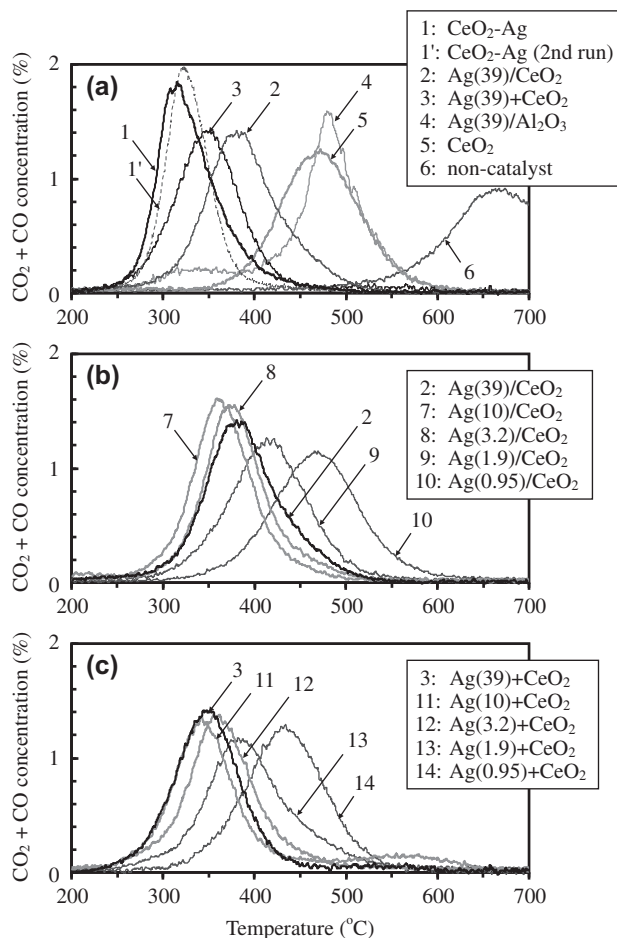 CO₂ + CO concentration (%)
2
1
0
(a)
1
1'
3
2
4
5
6
200 300 400 500 600 700
1: CeO₂-Ag
1': CeO₂-Ag (2nd run)
2: Ag(39)/CeO₂
3: Ag(39)+CeO₂
4: Ag(39)/Al₂O₃
5: CeO₂
6: non-catalyst
CO₂ + CO concentration (%)
2
1
0
(b)
7
8
2
9
10
200 300 400 500 600 700
2: Ag(39)/CeO₂
7: Ag(10)/CeO₂
8: Ag(3.2)/CeO₂
9: Ag(1.9)/CeO₂
10: Ag(0.95)/CeO₂
CO₂ + CO concentration (%)
2
1
0
(c)
3
11
12
13
14
200 300 400 500 600 700
3: Ag(39)+CeO₂
11: Ag(10)+CeO₂
12: Ag(3.2)+CeO₂
13: Ag(1.9)+CeO₂
14: Ag(0.95)+CeO₂
Temperature (°C)